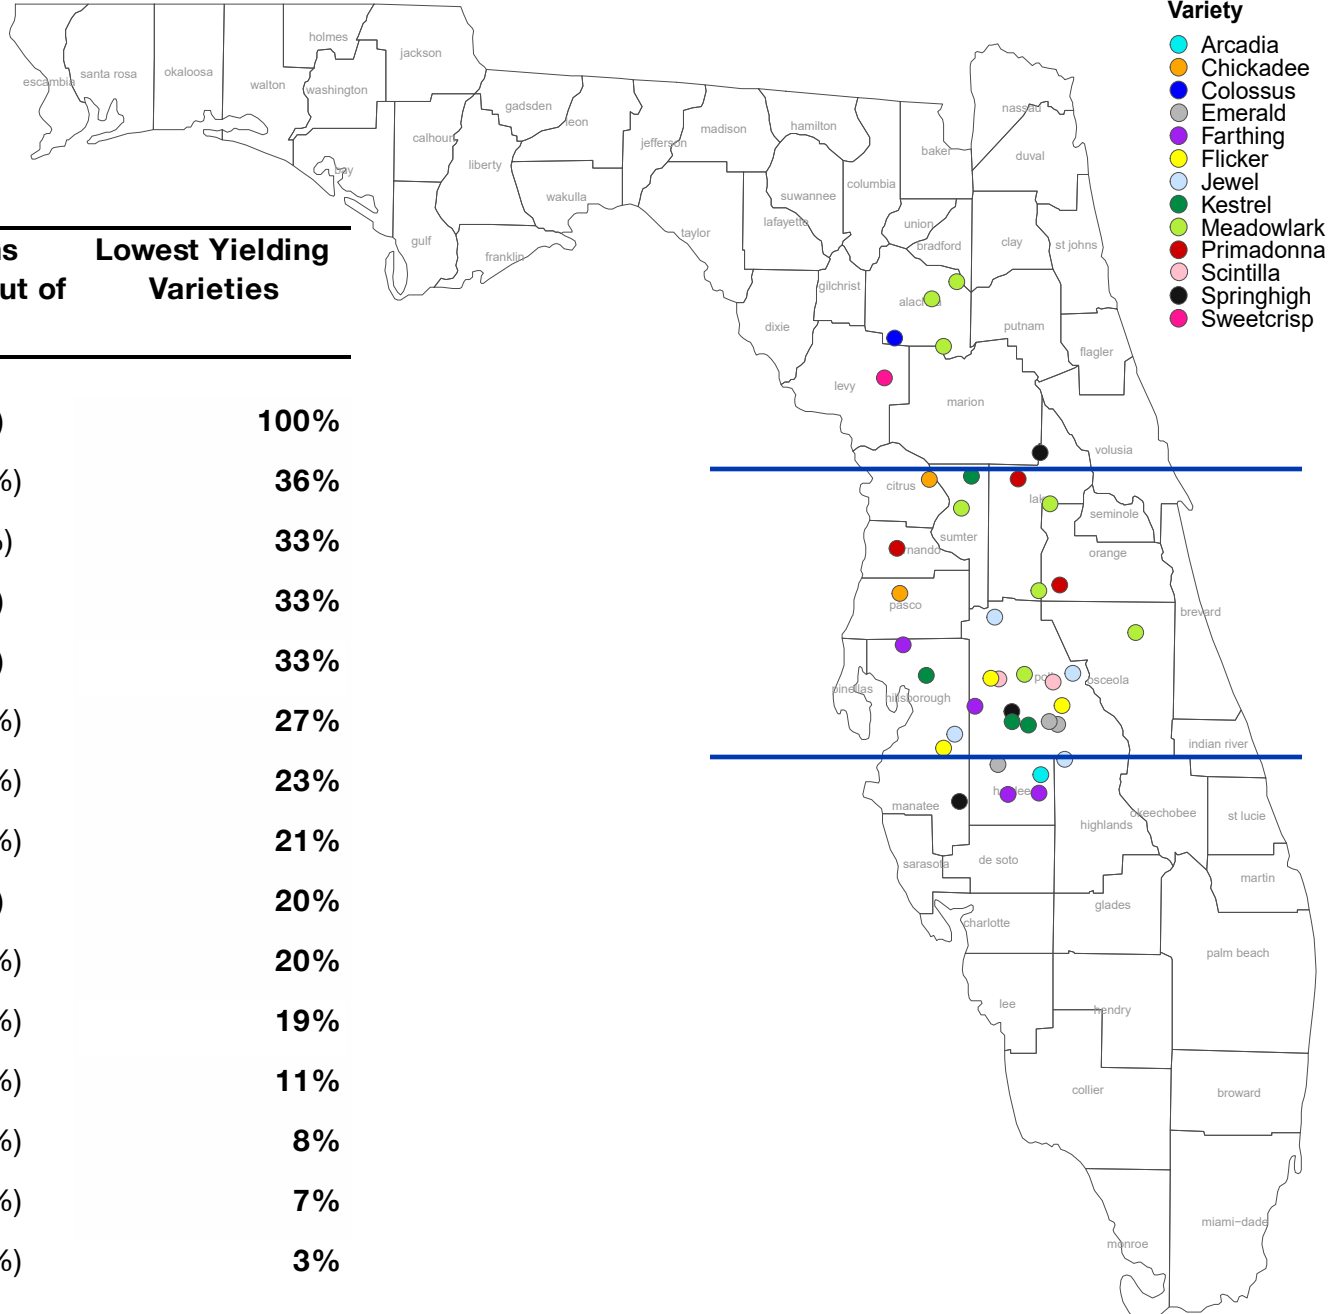 Variety
Arcadia
Chickadee
Colossus
Emerald
Farthing
Flicker
Jewel
Kestrel
Meadowlark
Primadonna
Scintilla
Springhigh
Sweetcrisp
holmes
jackson
escambia
santa rosa
okaloosa
walton
washington
gadsden
leon
calhoun
liberty
jefferson
madison
hamilton
baker
nassau
duval
bay
wakulla
suwannee
columbia
gulf
franklin
taylor
lafayette
union
bradford
clay
st johns
gilchrist
dixie
putnam
flagler
levy
marion
volusia
citrus
seminole
sumter
orange
pasco
brevard
pinellas
hillsborough
osceola
indian river
manatee
highlands
okeechobee
st lucie
sarasota
de soto
martin
charlotte
glades
palm beach
lee
hendry
collier
broward
miami-dade
monroe
Lowest Yielding
ut of Varieties
) 100%
%) 36%
) 33%
) 33%
) 33%
%) 27%
%) 23%
%) 21%
) 20%
%) 20%
%) 19%
%) 11%
%) 8%
%) 7%
%) 3%